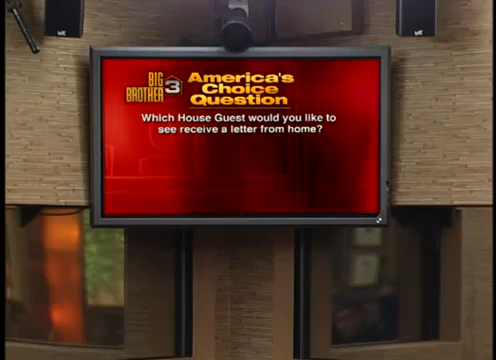 BIG
BROTHER 3
America's
Choice
Question
Which House Guest would you like to
see receive a letter from home?